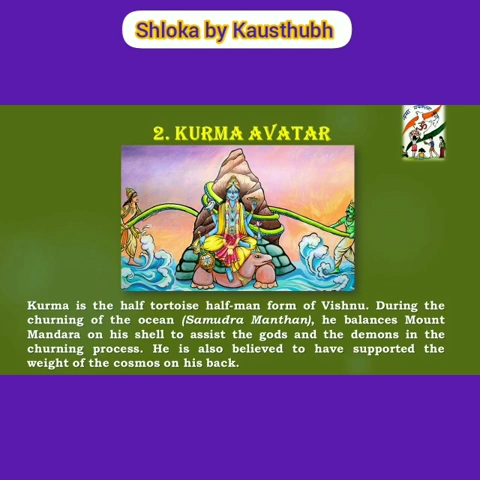 Shloka by Kausthubh
2. KURMA AVATAR
Kurma is the half tortoise half-man form of Vishnu. During the
churning of the ocean (Samudra Manthan), he balances Mount
Mandara on his shell to assist the gods and the demons in the
churning process. He is also believed to have supported the
weight of the cosmos on his back.